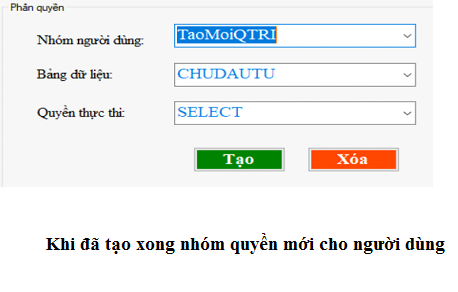 Phân quyền
Nhóm người dùng: TaoMoiQTRI
Bảng dữ liệu: CHUDAUTU
Quyền thực thi: SELECT
Tạo Xóa
Khi đã tạo xong nhóm quyền mới cho người dùng